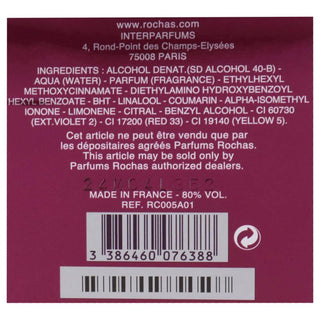 www.rochas.com
INTERPARFUMS
4, Rond-Point des Champs-Elysées
75008 PARIS
INGREDIENTS : ALCOHOL DENAT.(SD ALCOHOL 40-B) -
AQUA (WATER) - PARFUM (FRAGRANCE) - ETHYLHEXYL
METHOXYCINNAMATE - DIETHYLAMINO HYDROXYBENZOYL
HEXYL BENZOATE - BHT - LINALOOL - COUMARIN - ALPHA-ISOMETHYL
IONONE - LIMONENE - CITRAL - BENZYL ALCOHOL - CI 60730
(EXT.VIOLET 2) - CI 17200 (RED 33) - CI 19140 (YELLOW 5).
Cet article ne peut être vendu que par
les dépositaires agréés Parfums Rochas.
This article may be sold only by
Parfums Rochas authorized dealers.
MADE IN FRANCE - 80% VOL.
REF. RC005A01
3 386460 076388